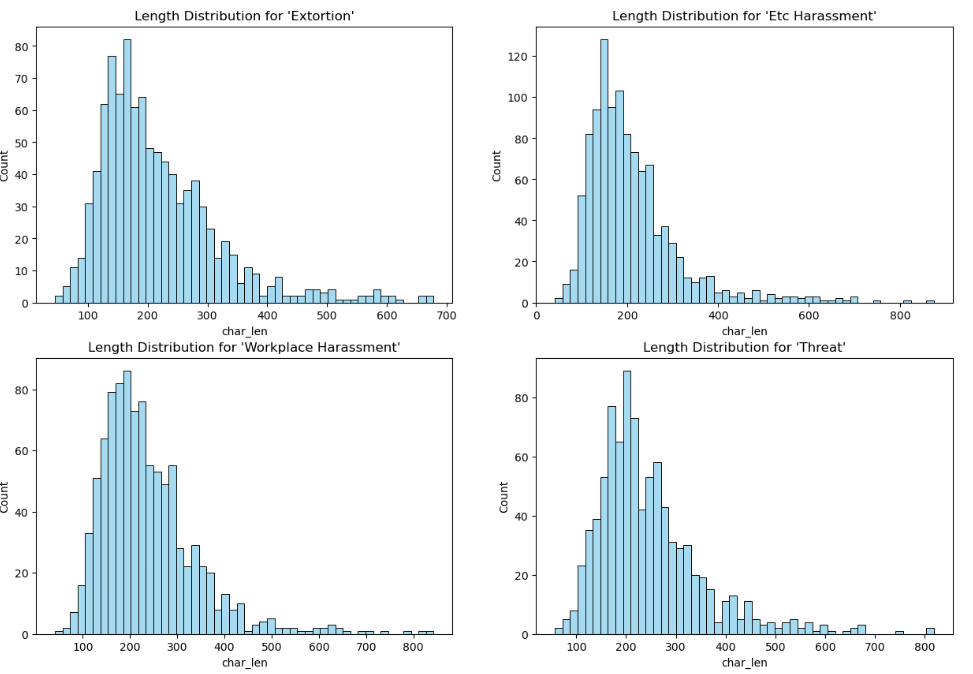 Length Distribution for 'Extortion'
80
70
60
50
40
30
20
10
0
Count
100 200 300 400 500 600 700
char_len
Length Distribution for 'Etc Harassment'
120
100
80
60
40
20
0
Count
0 200 400 600 800
char_len
Length Distribution for 'Workplace Harassment'
80
60
40
20
0
Count
100 200 300 400 500 600 700 800
char_len
Length Distribution for 'Threat'
80
60
40
20
0
Count
100 200 300 400 500 600 700 800
char_len